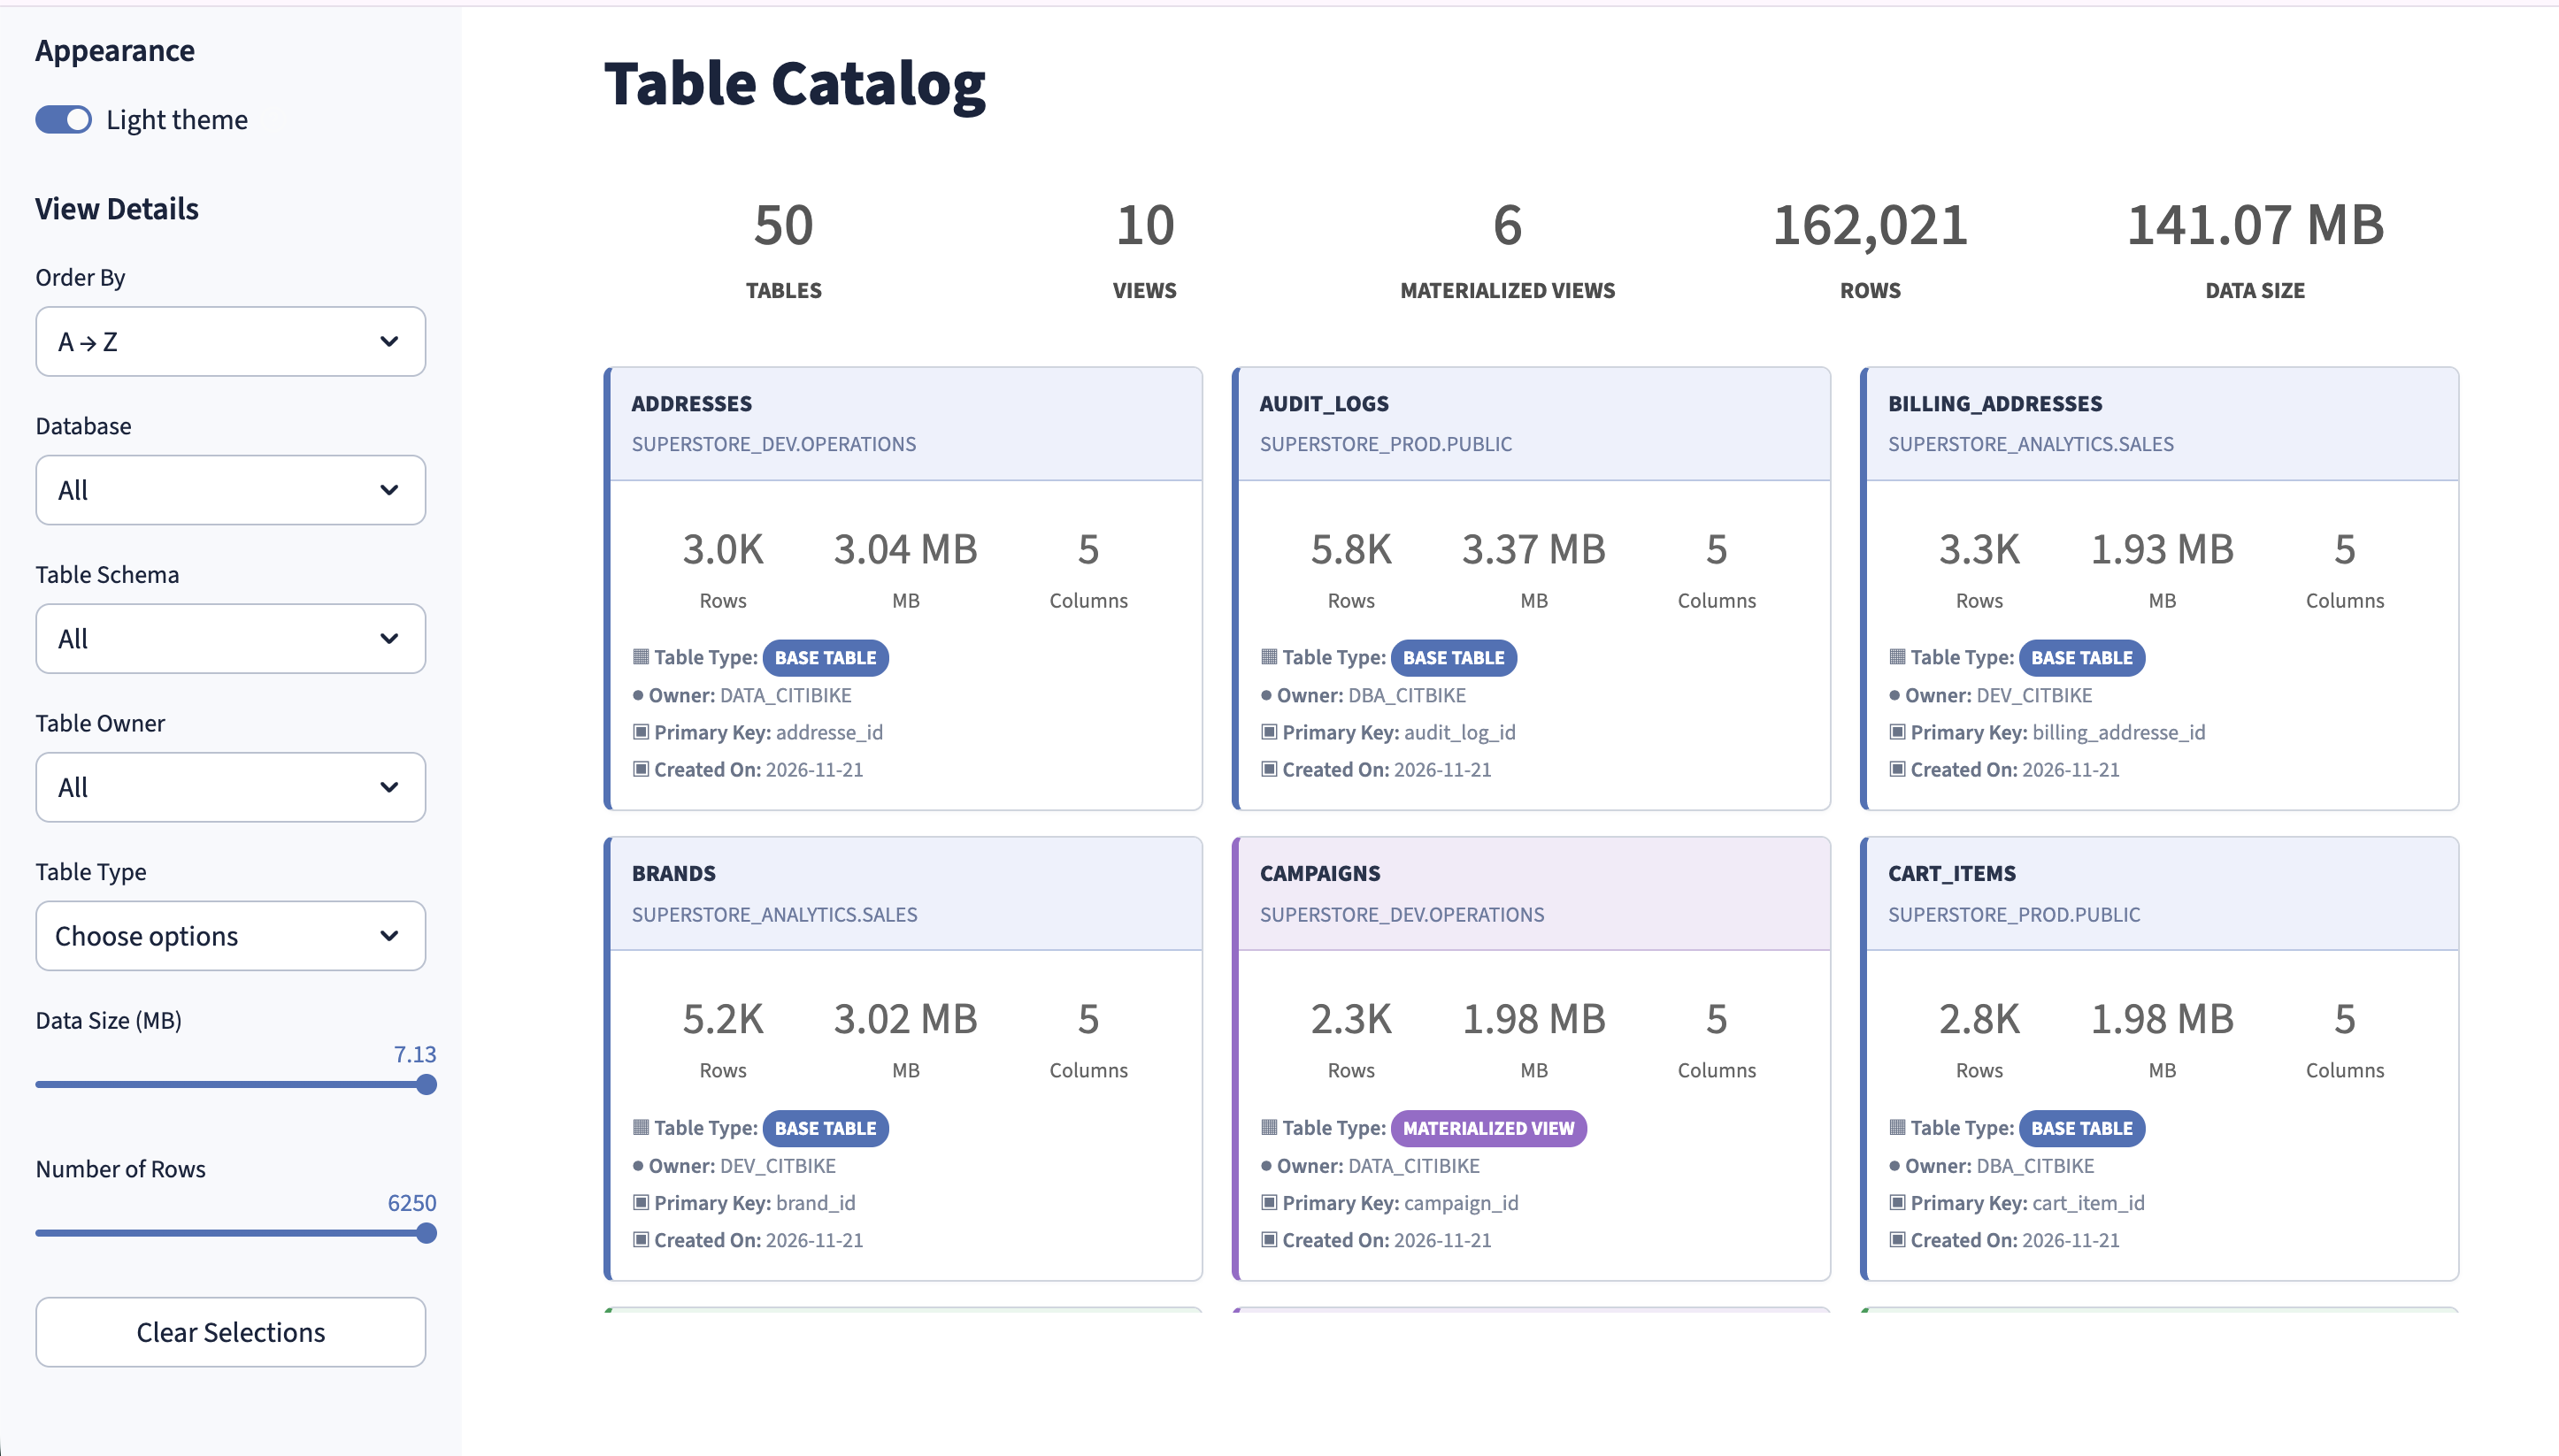 Appearance
Light theme
View Details
Order By
A → Z
Database
All
Table Schema
All
Table Owner
All
Table Type
Choose options
Data Size (MB)
7.13
Number of Rows
6250
Clear Selections
Table Catalog
50
TABLES
10
VIEWS
6
MATERIALIZED VIEWS
162,021
ROWS
141.07 MB
DATA SIZE
ADDRESSES
SUPERSTORE_DEV.OPERATIONS
3.0K 3.04 MB 5
Rows MB Columns
Table Type: BASE TABLE
Owner: DATA_CITIBIKE
Primary Key: addresse_id
Created On: 2026-11-21
AUDIT_LOGS
SUPERSTORE_PROD.PUBLIC
5.8K 3.37 MB 5
Rows MB Columns
Table Type: BASE TABLE
Owner: DBA_CITBIKE
Primary Key: audit_log_id
Created On: 2026-11-21
BILLING_ADDRESSES
SUPERSTORE_ANALYTICS.SALES
3.3K 1.93 MB 5
Rows MB Columns
Table Type: BASE TABLE
Owner: DEV_CITBIKE
Primary Key: billing_addresse_id
Created On: 2026-11-21
BRANDS
SUPERSTORE_ANALYTICS.SALES
5.2K 3.02 MB 5
Rows MB Columns
Table Type: BASE TABLE
Owner: DEV_CITBIKE
Primary Key: brand_id
Created On: 2026-11-21
CAMPAIGNS
SUPERSTORE_DEV.OPERATIONS
2.3K 1.98 MB 5
Rows MB Columns
Table Type: MATERIALIZED VIEW
Owner: DATA_CITIBIKE
Primary Key: campaign_id
Created On: 2026-11-21
CART_ITEMS
SUPERSTORE_PROD.PUBLIC
2.8K 1.98 MB 5
Rows MB Columns
Table Type: BASE TABLE
Owner: DBA_CITBIKE
Primary Key: cart_item_id
Created On: 2026-11-21